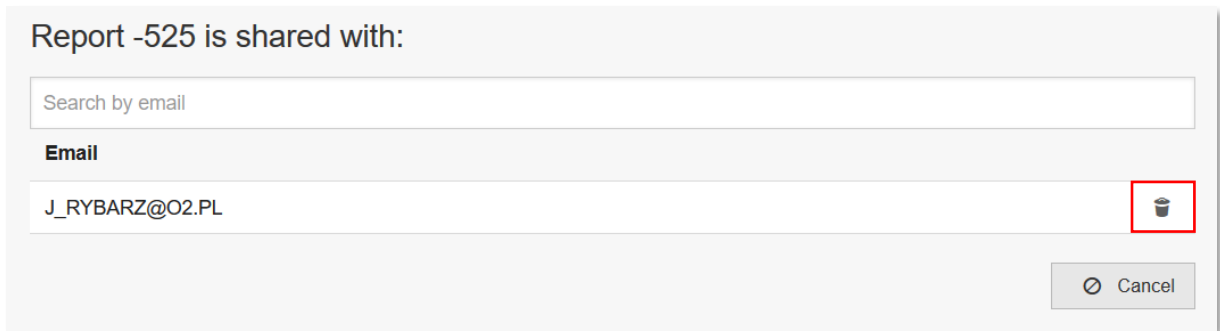 Report -525 is shared with:
Search by email
Email
J_RYBARZ@O2.PL
Cancel